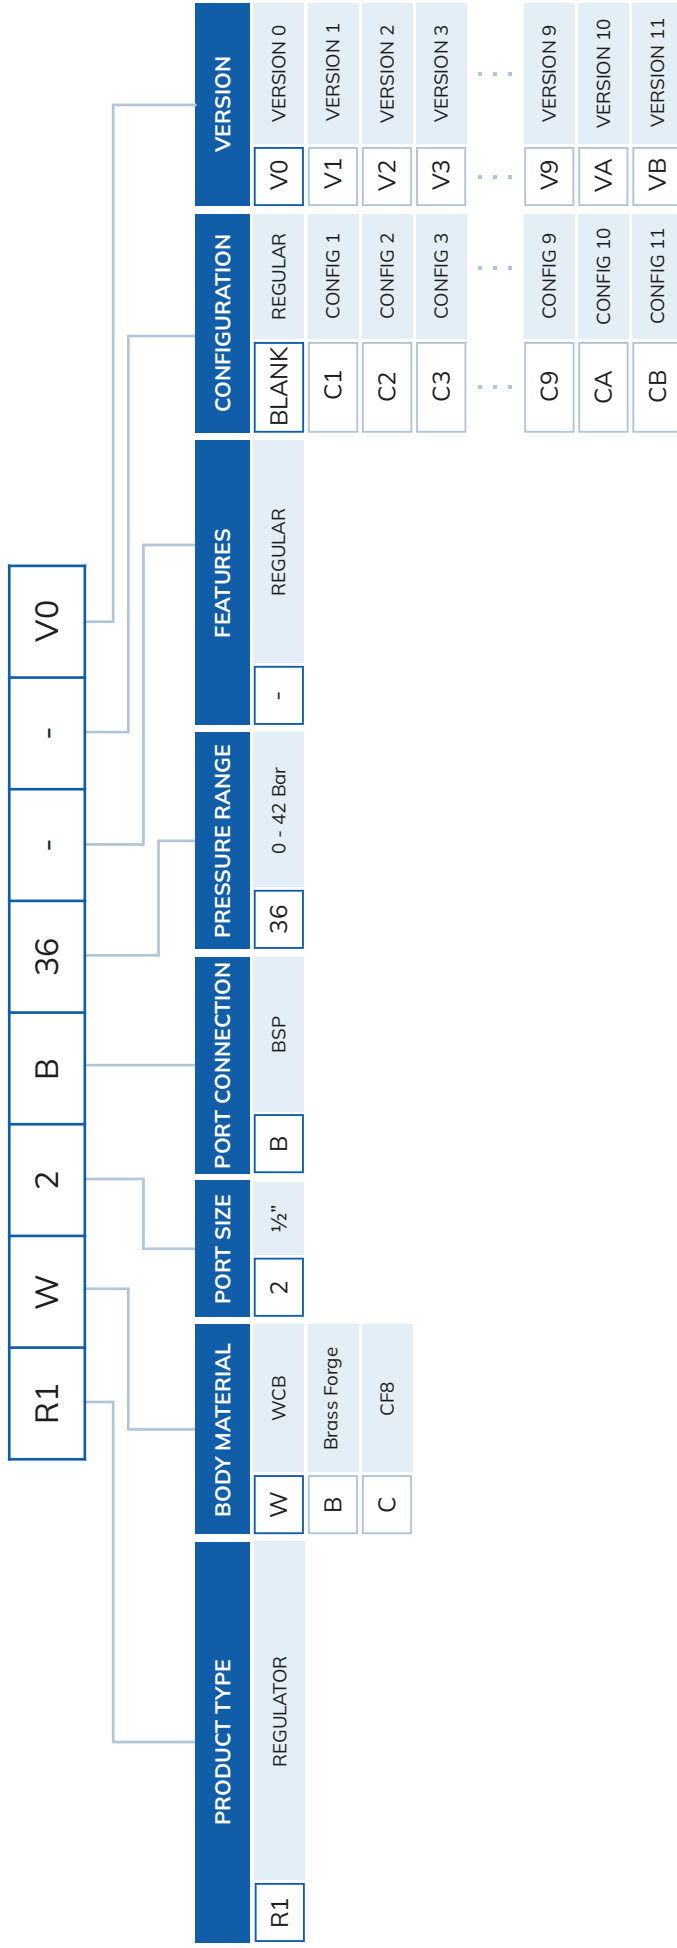 R1 W 2 B 36 - - V0
PRODUCT TYPE
R1 REGULATOR
BODY MATERIAL
W WCB
B Brass Forge
C CF8
PORT SIZE
2 ½”
PORT CONNECTION
B BSP
PRESSURE RANGE
36 0 - 42 Bar
FEATURES
- REGULAR
CONFIGURATION
BLANK REGULAR
C1 CONFIG 1
C2 CONFIG 2
C3 CONFIG 3
. . . . . .
C9 CONFIG 9
CA CONFIG 10
CB CONFIG 11
VERSION
V0 VERSION 0
V1 VERSION 1
V2 VERSION 2
V3 VERSION 3
. . . . . .
V9 VERSION 9
VA VERSION 10
VB VERSION 11